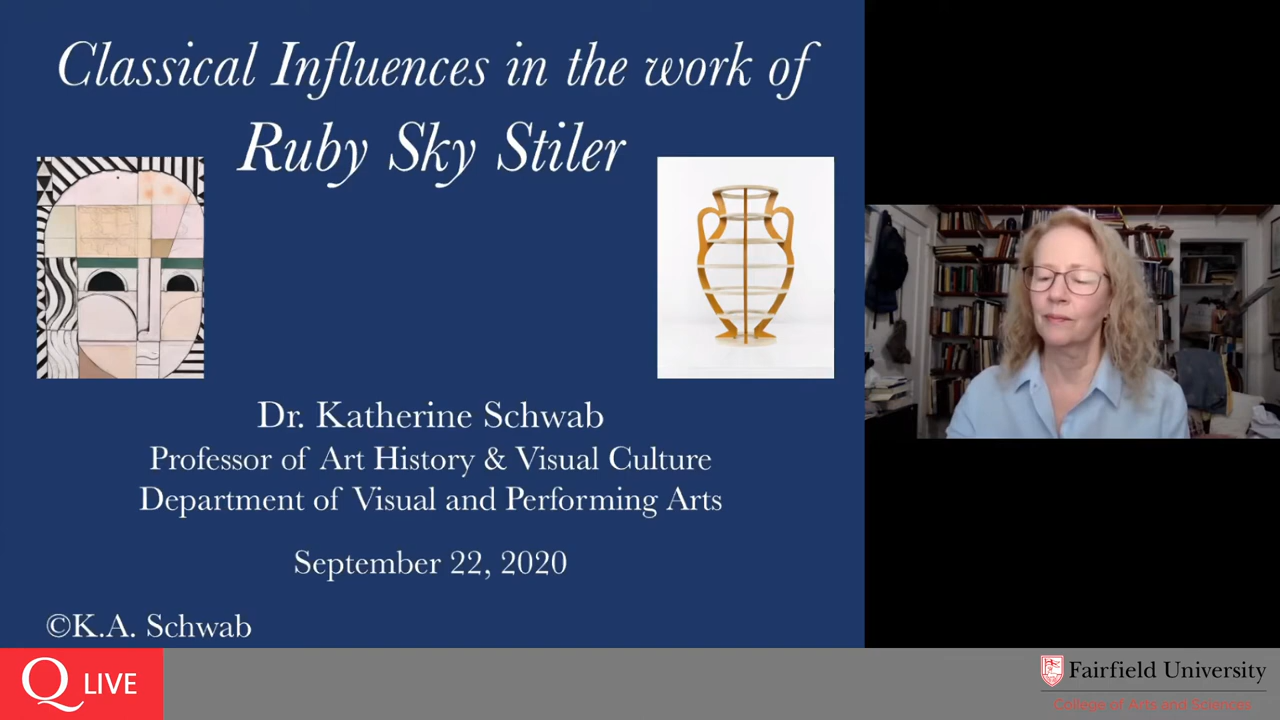 Classical Influences in the work of
Ruby Sky Stiler
Dr. Katherine Schwab
Professor of Art History & Visual Culture
Department of Visual and Performing Arts
September 22, 2020
©K.A. Schwab
Q LIVE
Fairfield University
College of Arts and Sciences